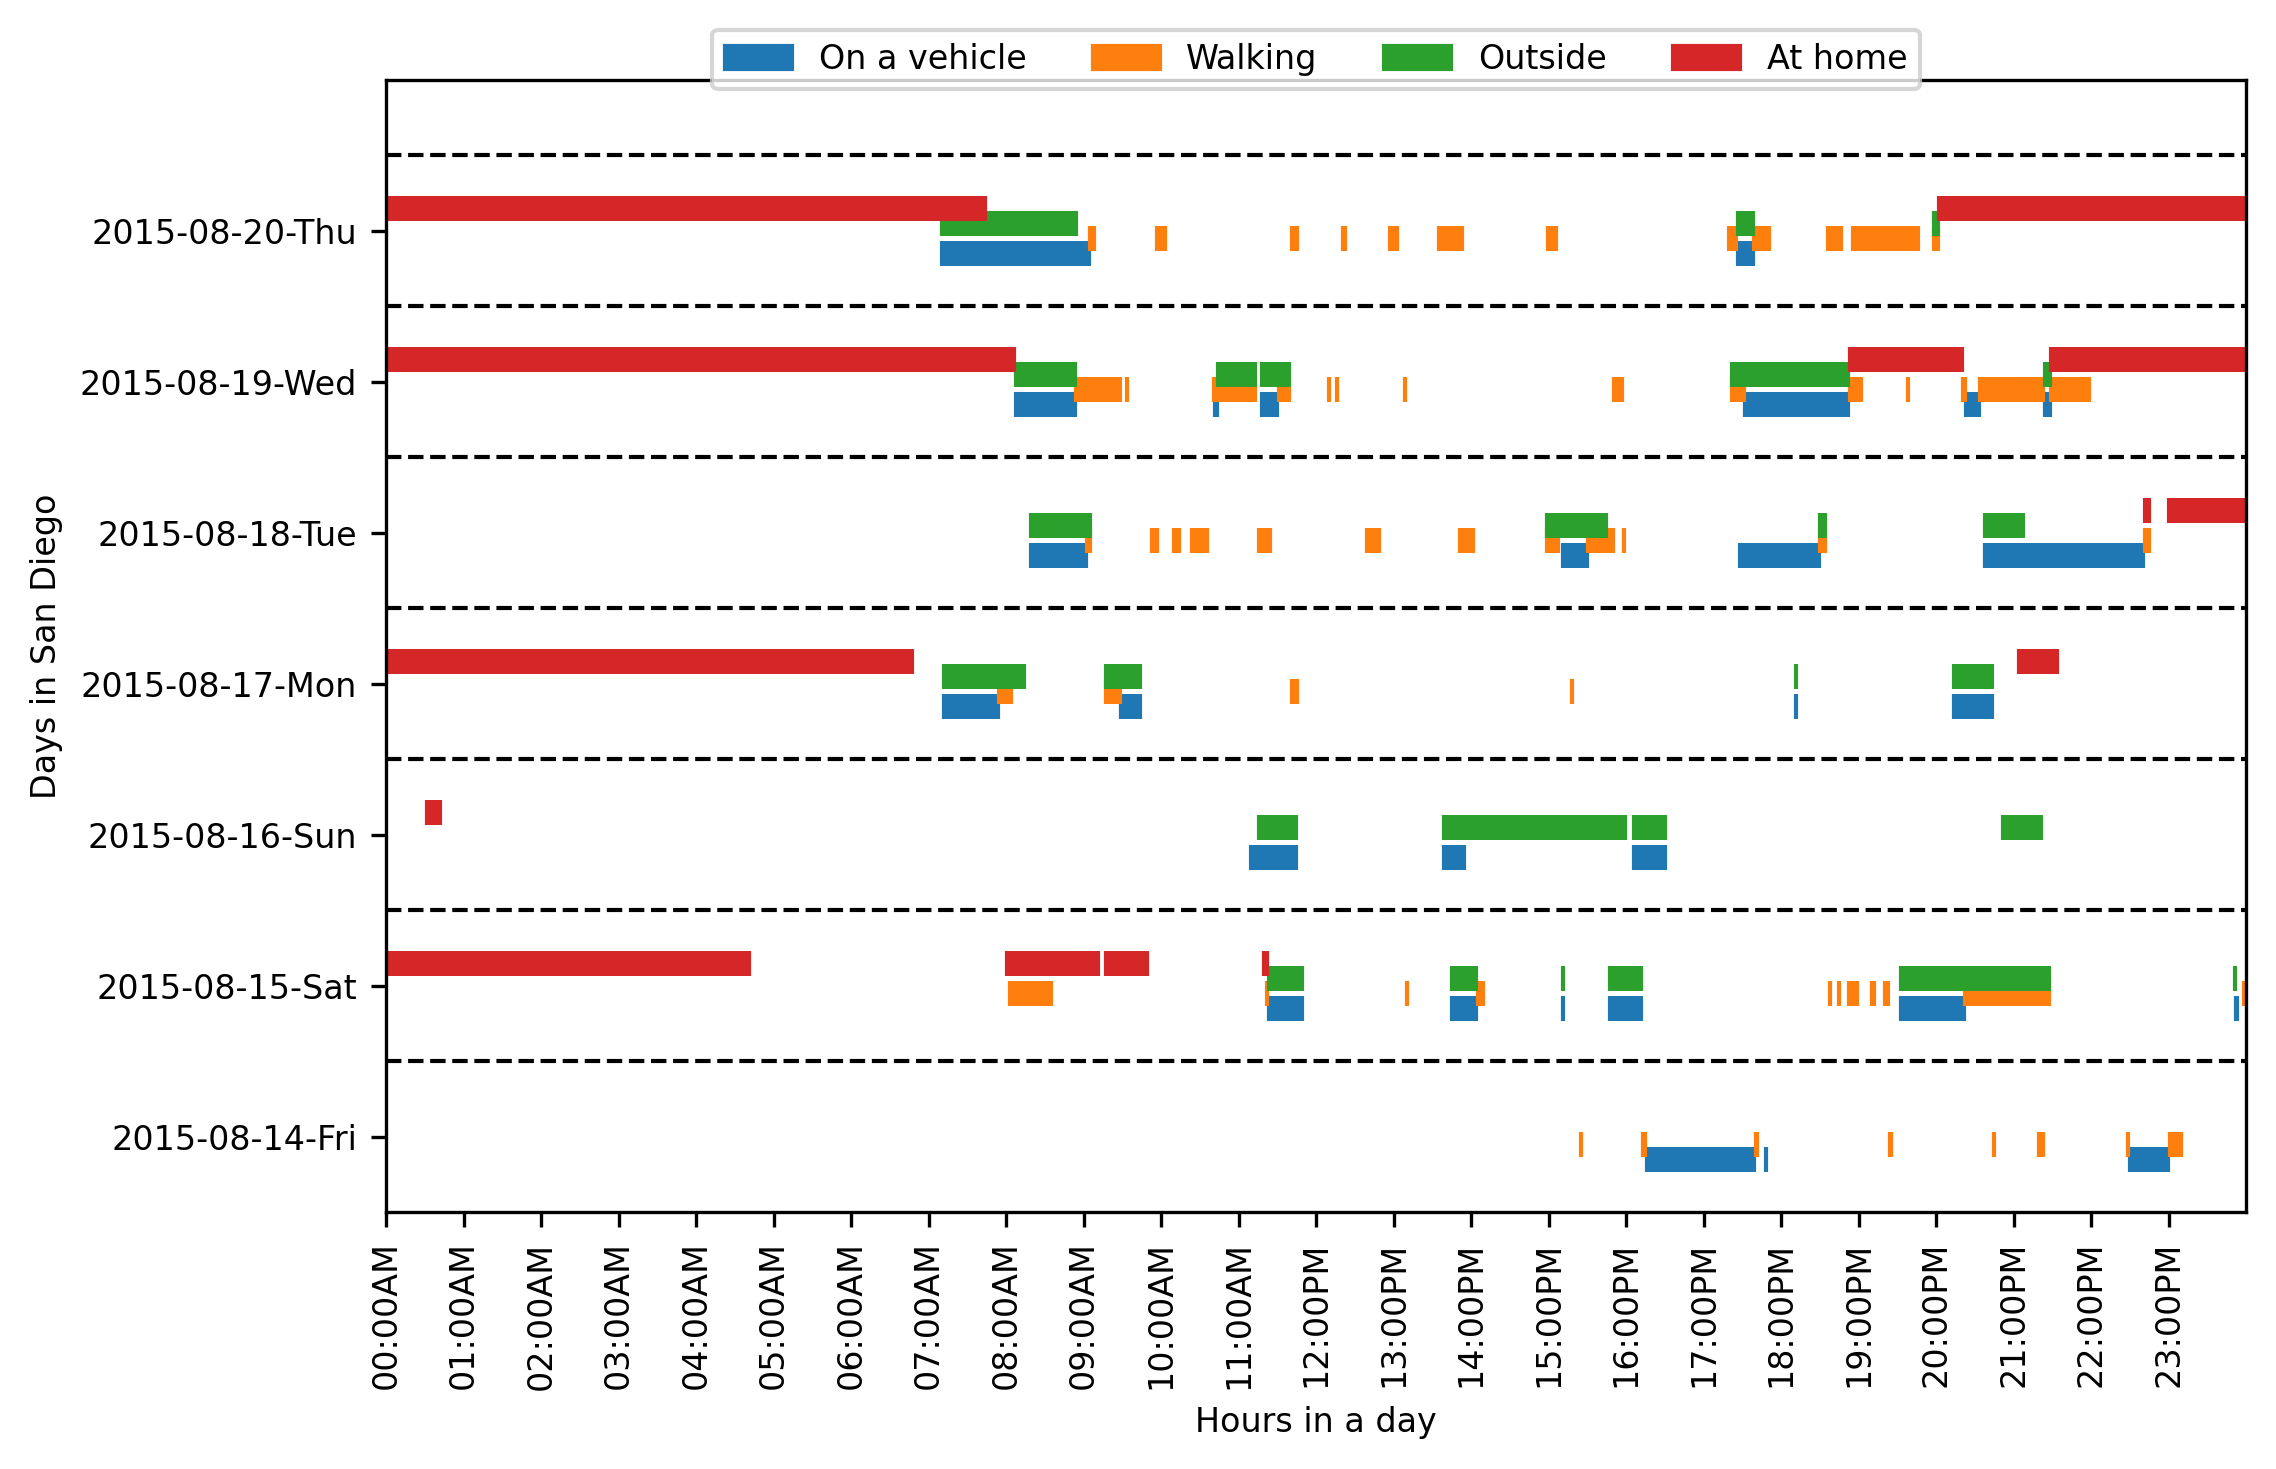 On a vehicle Walking Outside At home
2015-08-20-Thu
2015-08-19-Wed
2015-08-18-Tue
2015-08-17-Mon
2015-08-16-Sun
2015-08-15-Sat
2015-08-14-Fri
Days in San Diego
00:00AM 01:00AM 02:00AM 03:00AM 04:00AM 05:00AM 06:00AM 07:00AM 08:00AM 09:00AM 10:00AM 11:00AM 12:00PM 13:00PM 14:00PM 15:00PM 16:00PM 17:00PM 18:00PM 19:00PM 20:00PM 21:00PM 22:00PM 23:00PM
Hours in a day